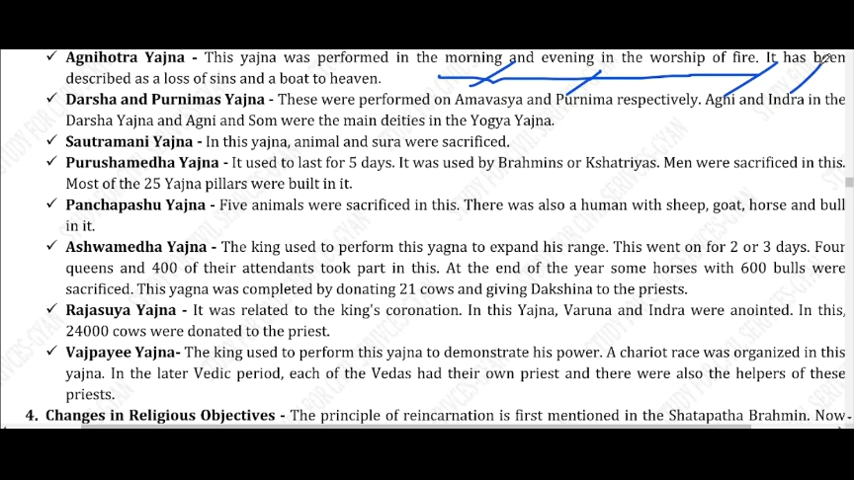 ✓ Agnihotra Yajna - This yajna was performed in the morning and evening in the worship of fire. It has been
described as a loss of sins and a boat to heaven.
✓ Darsha and Purnimas Yajna - These were performed on Amavasya and Purnima respectively. Agni and Indra in the
Darsha Yajna and Agni and Som were the main deities in the Yogya Yajna.
✓ Sautramani Yajna - In this yajna, animal and sura were sacrificed.
✓ Purushamedha Yajna - It used to last for 5 days. It was used by Brahmins or Kshatriyas. Men were sacrificed in this.
Most of the 25 Yajna pillars were built in it.
✓ Panchapashu Yajna - Five animals were sacrificed in this. There was also a human with sheep, goat, horse and bull
in it.
✓ Ashwamedha Yajna - The king used to perform this yagna to expand his range. This went on for 2 or 3 days. Four
queens and 400 of their attendants took part in this. At the end of the year some horses with 600 bulls were
sacrificed. This yagna was completed by donating 21 cows and giving Dakshina to the priests.
✓ Rajasuya Yajna - It was related to the king's coronation. In this Yajna, Varuna and Indra were anointed. In this,
24000 cows were donated to the priest.
✓ Vajpayee Yajna- The king used to perform this yajna to demonstrate his power. A chariot race was organized in this
yajna. In the later Vedic period, each of the Vedas had their own priest and there were also the helpers of these
priests.
4. Changes in Religious Objectives - The principle of reincarnation is first mentioned in the Shatapatha Brahmin. Now